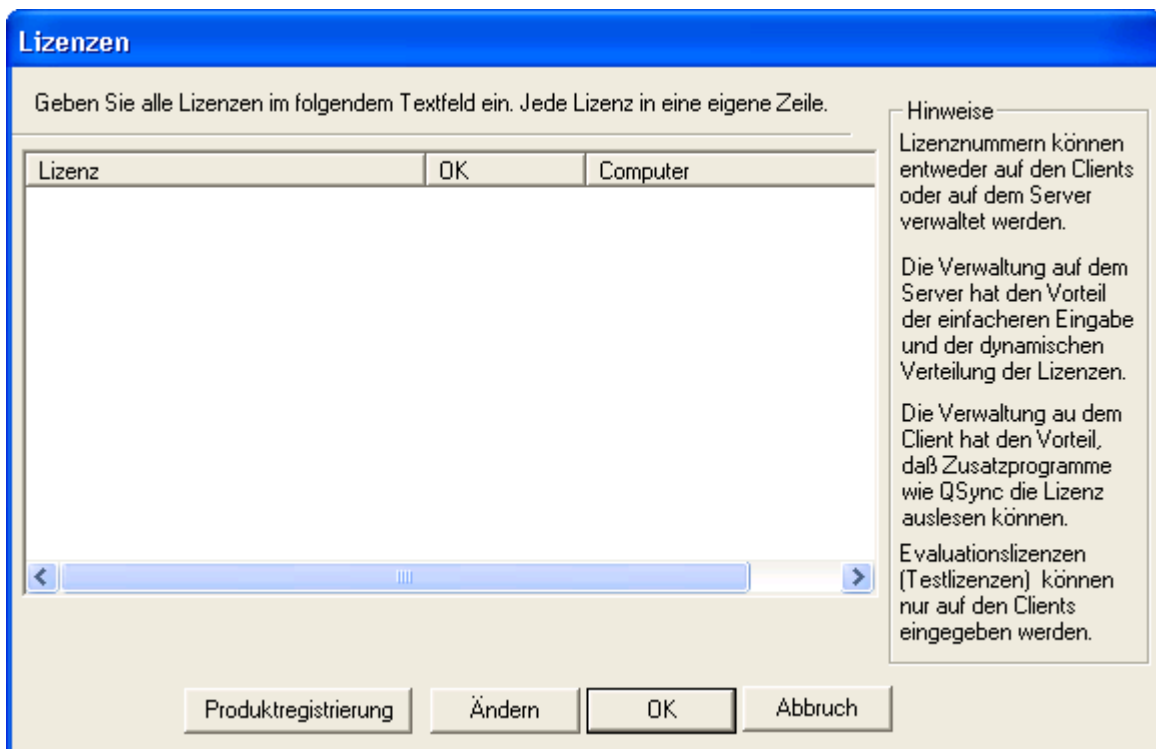 Lizenzen
Geben Sie alle Lizenzen im folgendem Textfeld ein. Jede Lizenz in eine eigene Zeile.
Lizenz OK Computer
Hinweise
Lizenznummern können
entweder auf den Clients
oder auf dem Server
verwaltet werden.
Die Verwaltung auf dem
Server hat den Vorteil
der einfacheren Eingabe
und der dynamischen
Verteilung der Lizenzen.
Die Verwaltung au dem
Client hat den Vorteil,
daß Zusatzprogramme
wie QSync die Lizenz
auslesen können.
Evaluationslizenzen
(Testlizenzen) können
nur auf den Clients
eingegeben werden.
Produktregistrierung Ändern OK Abbruch